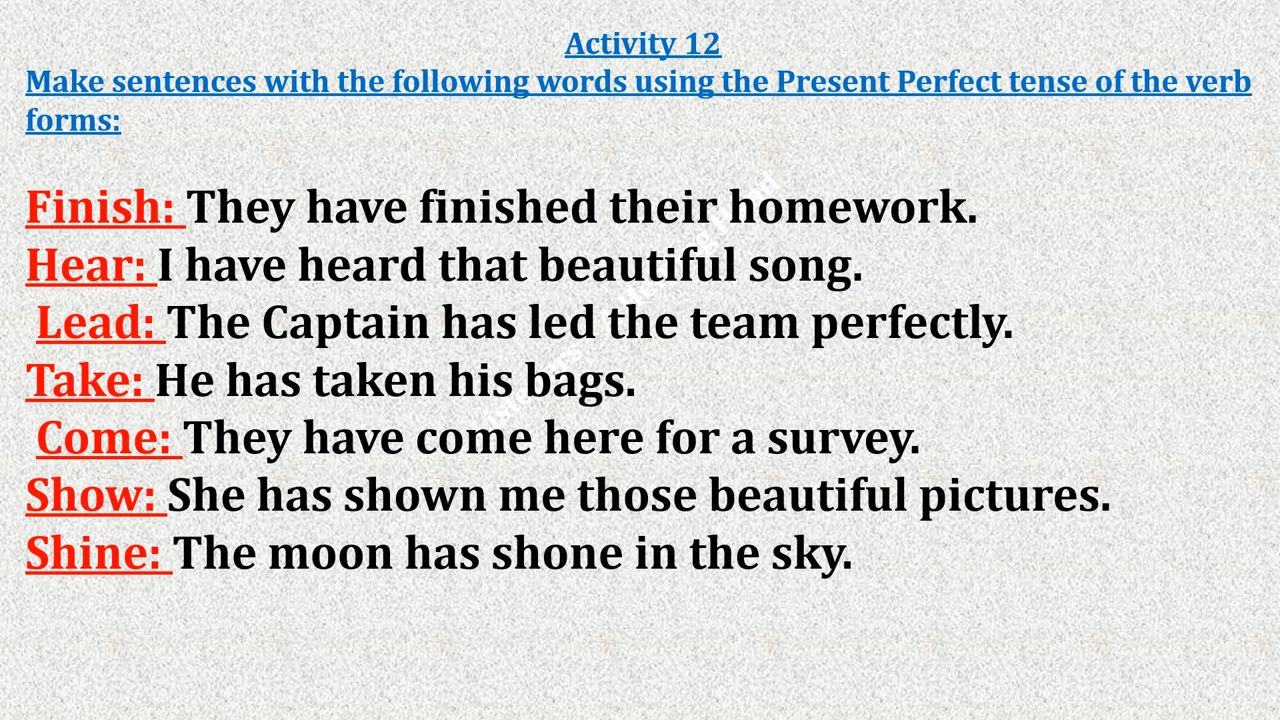 Activity 12
Make sentences with the following words using the Present Perfect tense of the verb
forms:
Finish: They have finished their homework.
Hear: I have heard that beautiful song.
Lead: The Captain has led the team perfectly.
Take: He has taken his bags.
Come: They have come here for a survey.
Show: She has shown me those beautiful pictures.
Shine: The moon has shone in the sky.